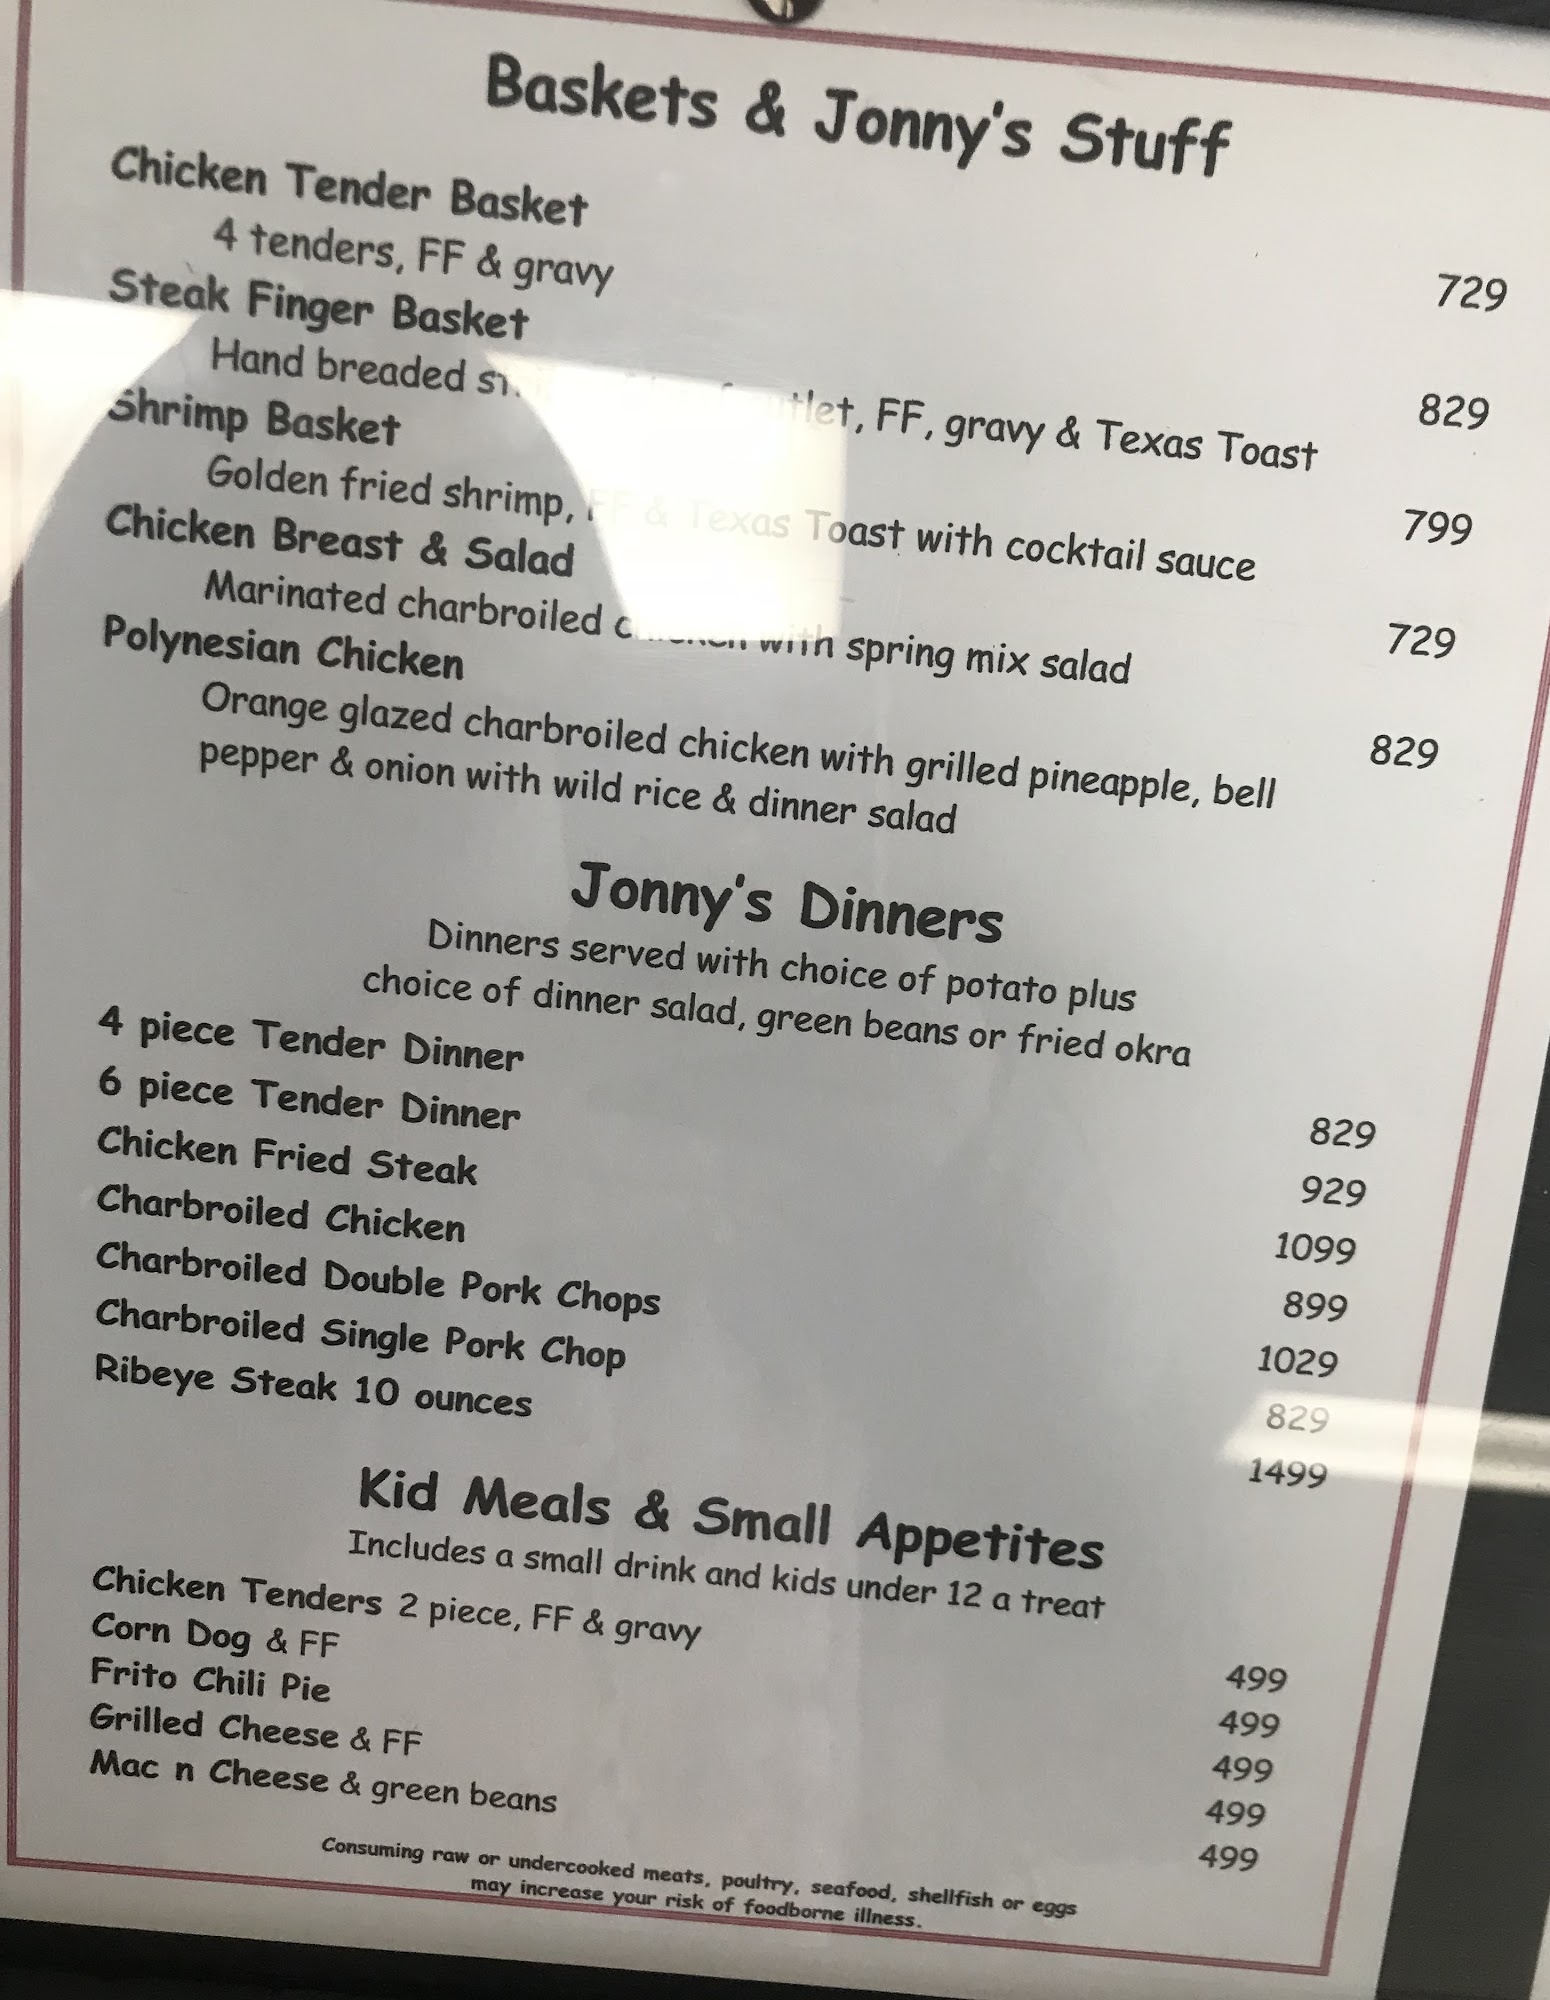 Baskets & Jonny's Stuff
Chicken Tender Basket 729
4 tenders, FF & gravy
Steak Finger Basket 829
Hand breaded FF, gravy & Texas Toast
Shrimp Basket 799
Golden fried shrimp, FF & Texas Toast with cocktail sauce
Chicken Breast & Salad 729
Marinated charbroiled chicken with spring mix salad
Polynesian Chicken 829
Orange glazed charbroiled chicken with grilled pineapple, bell
pepper & onion with wild rice & dinner salad
Jonny's Dinners
Dinners served with choice of potato plus
choice of dinner salad, green beans or fried okra
4 piece Tender Dinner 829
6 piece Tender Dinner 929
Chicken Fried Steak 1099
Charbroiled Chicken 899
Charbroiled Double Pork Chops 1029
Charbroiled Single Pork Chop 829
Ribeye Steak 10 ounces 1499
Kid Meals & Small Appetites
Includes a small drink and kids under 12 a treat
Chicken Tenders 2 piece, FF & gravy 499
Corn Dog & FF 499
Frito Chili Pie 499
Grilled Cheese & FF 499
Mac n Cheese & green beans 499
Consuming raw or undercooked meats, poultry, seafood, shellfish or eggs
may increase your risk of foodborne illness.